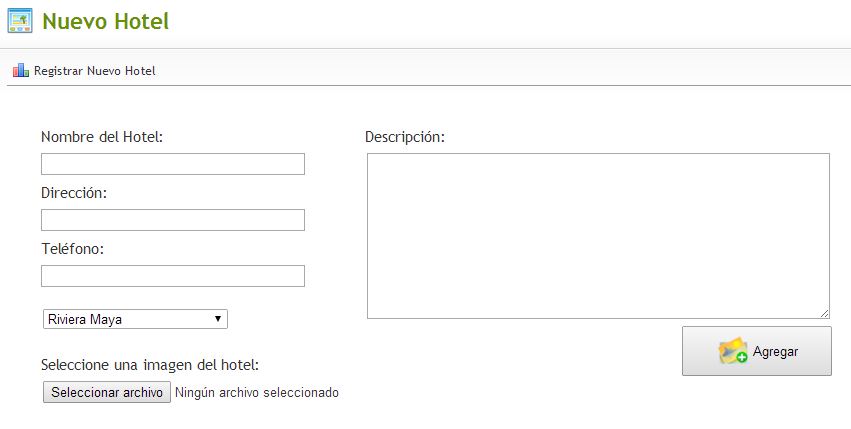 Nuevo Hotel
Registrar Nuevo Hotel
Nombre del Hotel:
Dirección:
Teléfono:
Riviera Maya
Seleccione una imagen del hotel:
Seleccionar archivo Ningún archivo seleccionado
Descripción:
Agregar